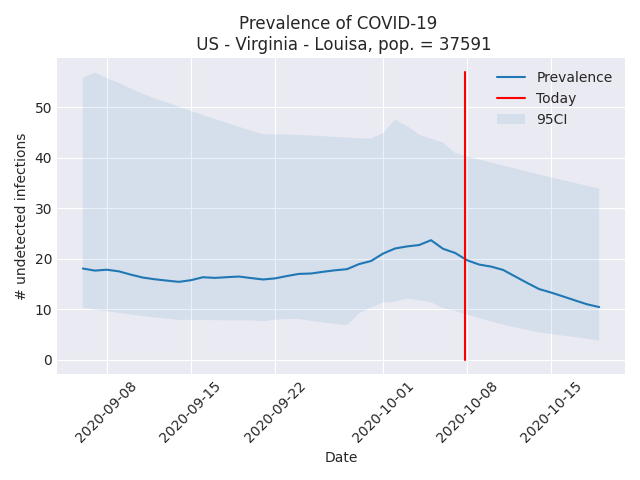 Prevalence of COVID-19
US - Virginia - Louisa, pop. = 37591
Prevalence
Today
95CI
# undetected infections
50
40
30
20
10
0
2020-09-08
2020-09-15
2020-09-22
2020-10-01
2020-10-08
2020-10-15
Date